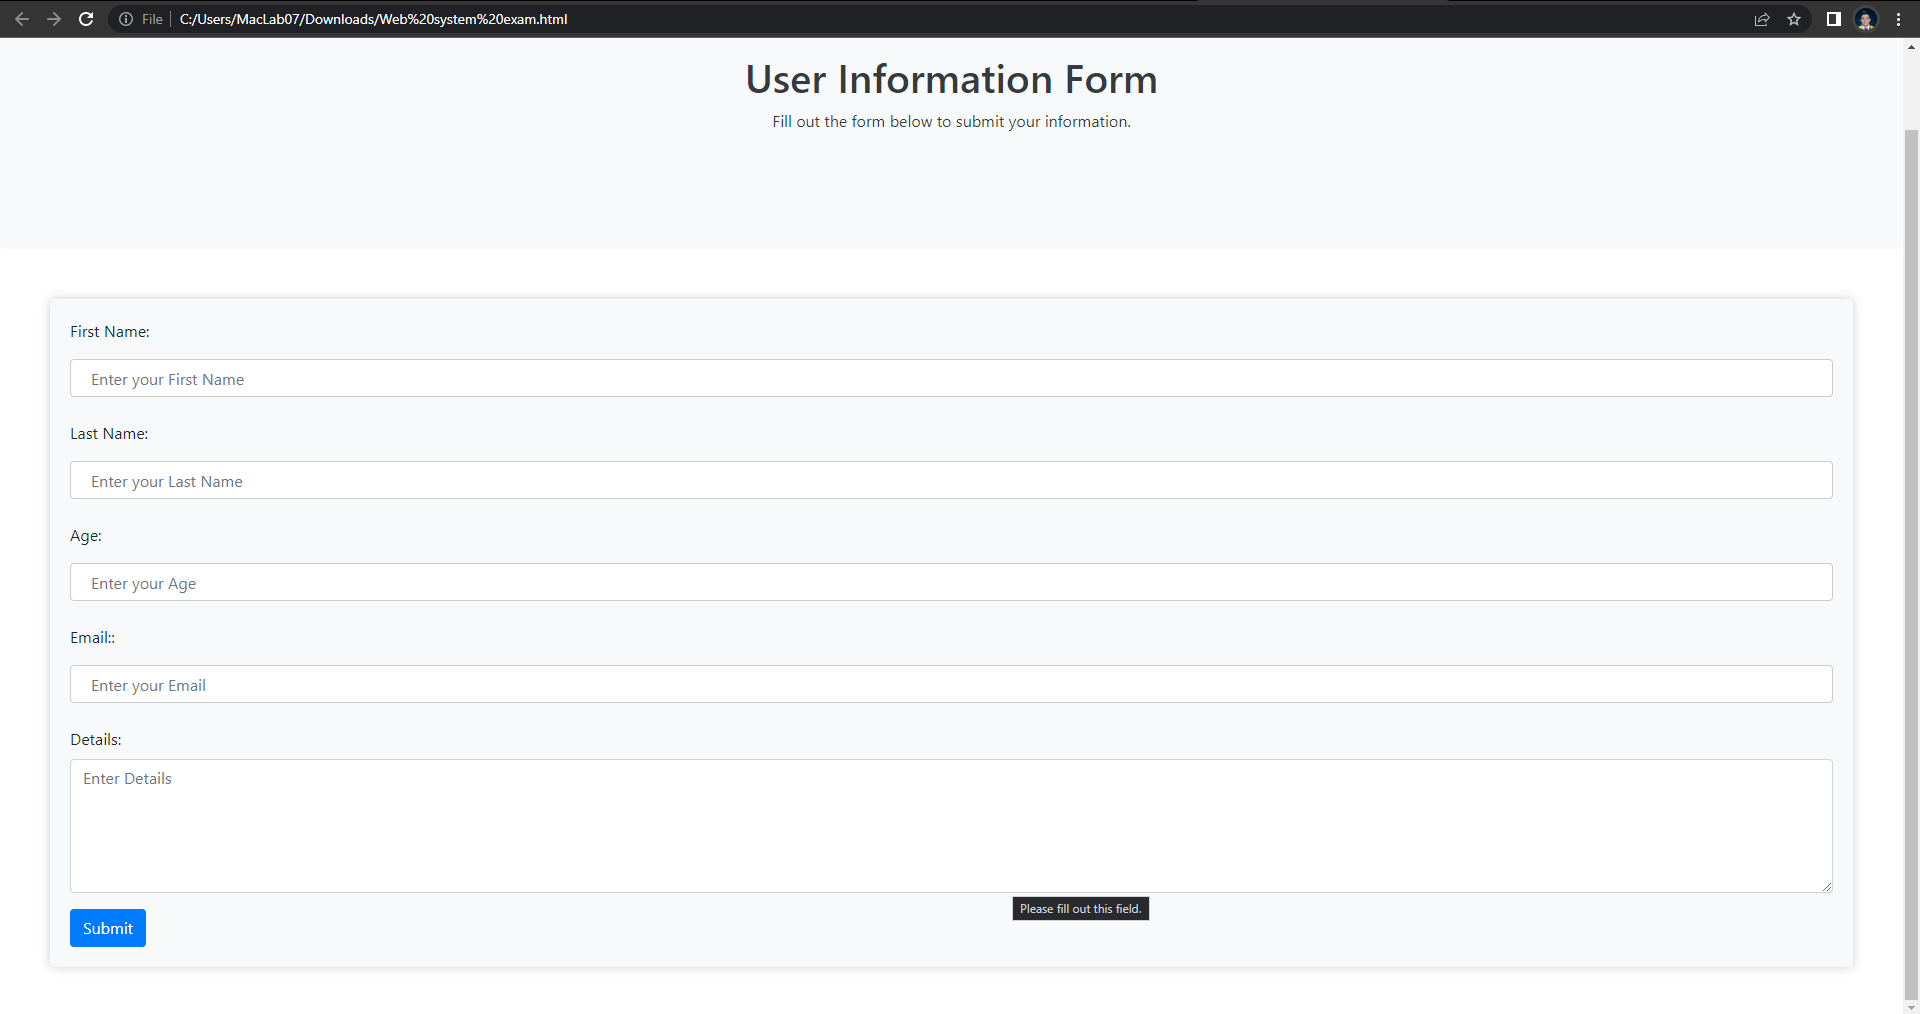 File C:/Users/MacLab07/Downloads/Web%20system%20exam.html
User Information Form
Fill out the form below to submit your information.
First Name:
Enter your First Name
Last Name:
Enter your Last Name
Age:
Enter your Age
Email::
Enter your Email
Details:
Enter Details
Please fill out this field.
Submit